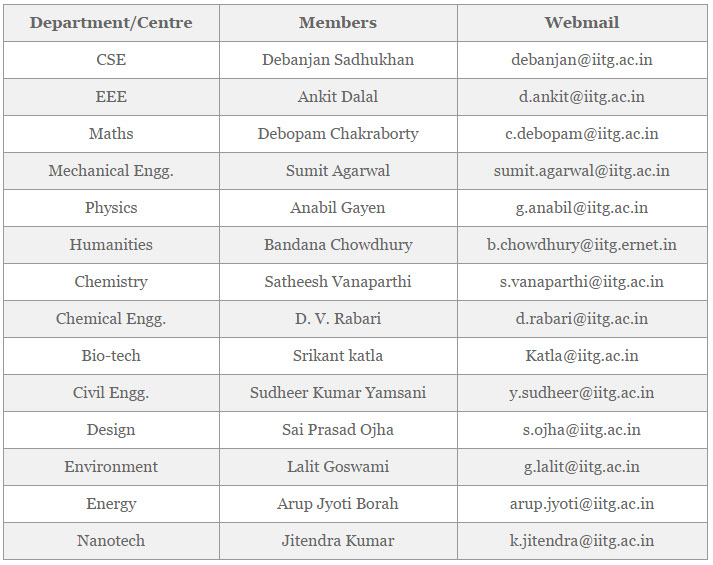 Department/Centre Members Webmail
CSE Debanjan Sadhukhan debanjan@iitg.ac.in
EEE Ankit Dalal d.ankit@iitg.ac.in
Maths Debopam Chakraborty c.debopam@iitg.ac.in
Mechanical Engg. Sumit Agarwal sumit.agarwal@iitg.ac.in
Physics Anabil Gayen g.anabil@iitg.ac.in
Humanities Bandana Chowdhury b.chowdhury@iitg.ernet.in
Chemistry Satheesh Vanaparthi s.vanaparthi@iitg.ac.in
Chemical Engg. D. V. Rabari d.rabari@iitg.ac.in
Bio-tech Srikant katla Katla@iitg.ac.in
Civil Engg. Sudheer Kumar Yamsani y.sudheer@iitg.ac.in
Design Sai Prasad Ojha s.ojha@iitg.ac.in
Environment Lalit Goswami g.lalit@iitg.ac.in
Energy Arup Jyoti Borah arup.jyoti@iitg.ac.in
Nanotech Jitendra Kumar k.jitendra@iitg.ac.in